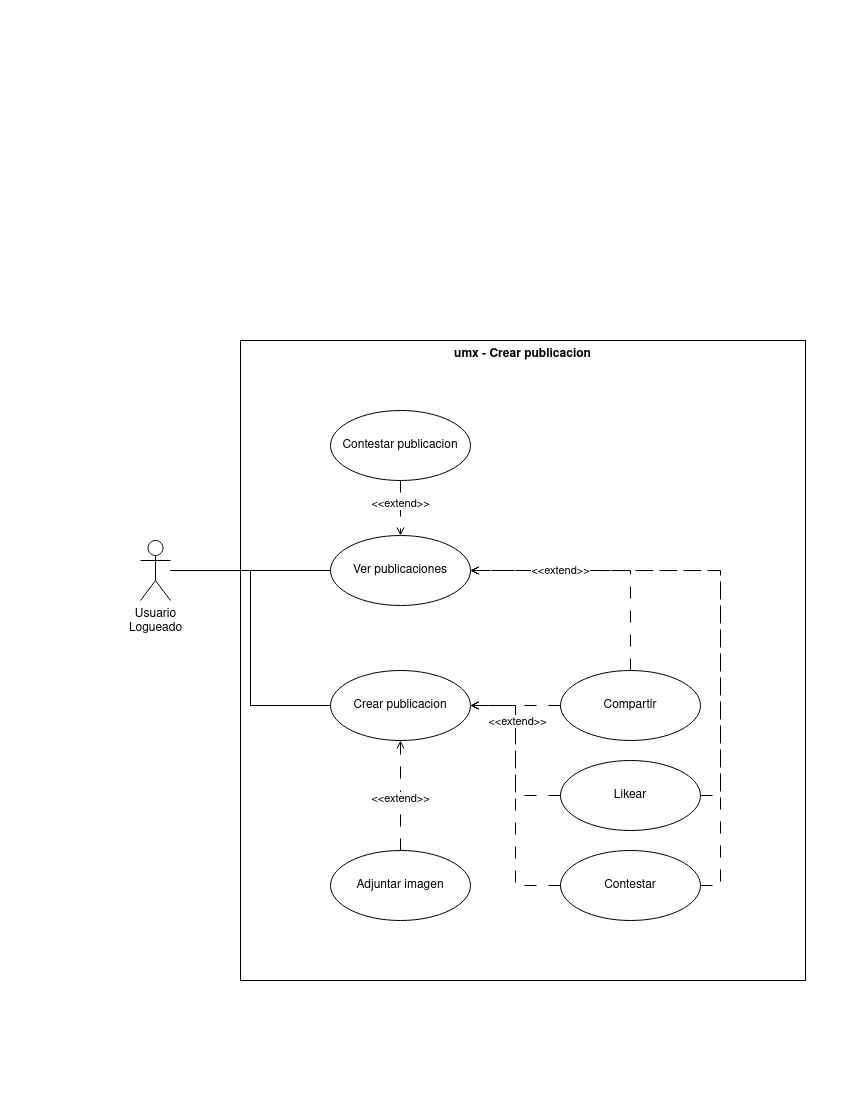 umx - Crear publicacion
Contestar publicacion
<<extend>>
Ver publicaciones
<<extend>>
Usuario
Logueado
Crear publicacion
Compartir
<<extend>>
Likear
<<extend>>
Adjuntar imagen
Contestar